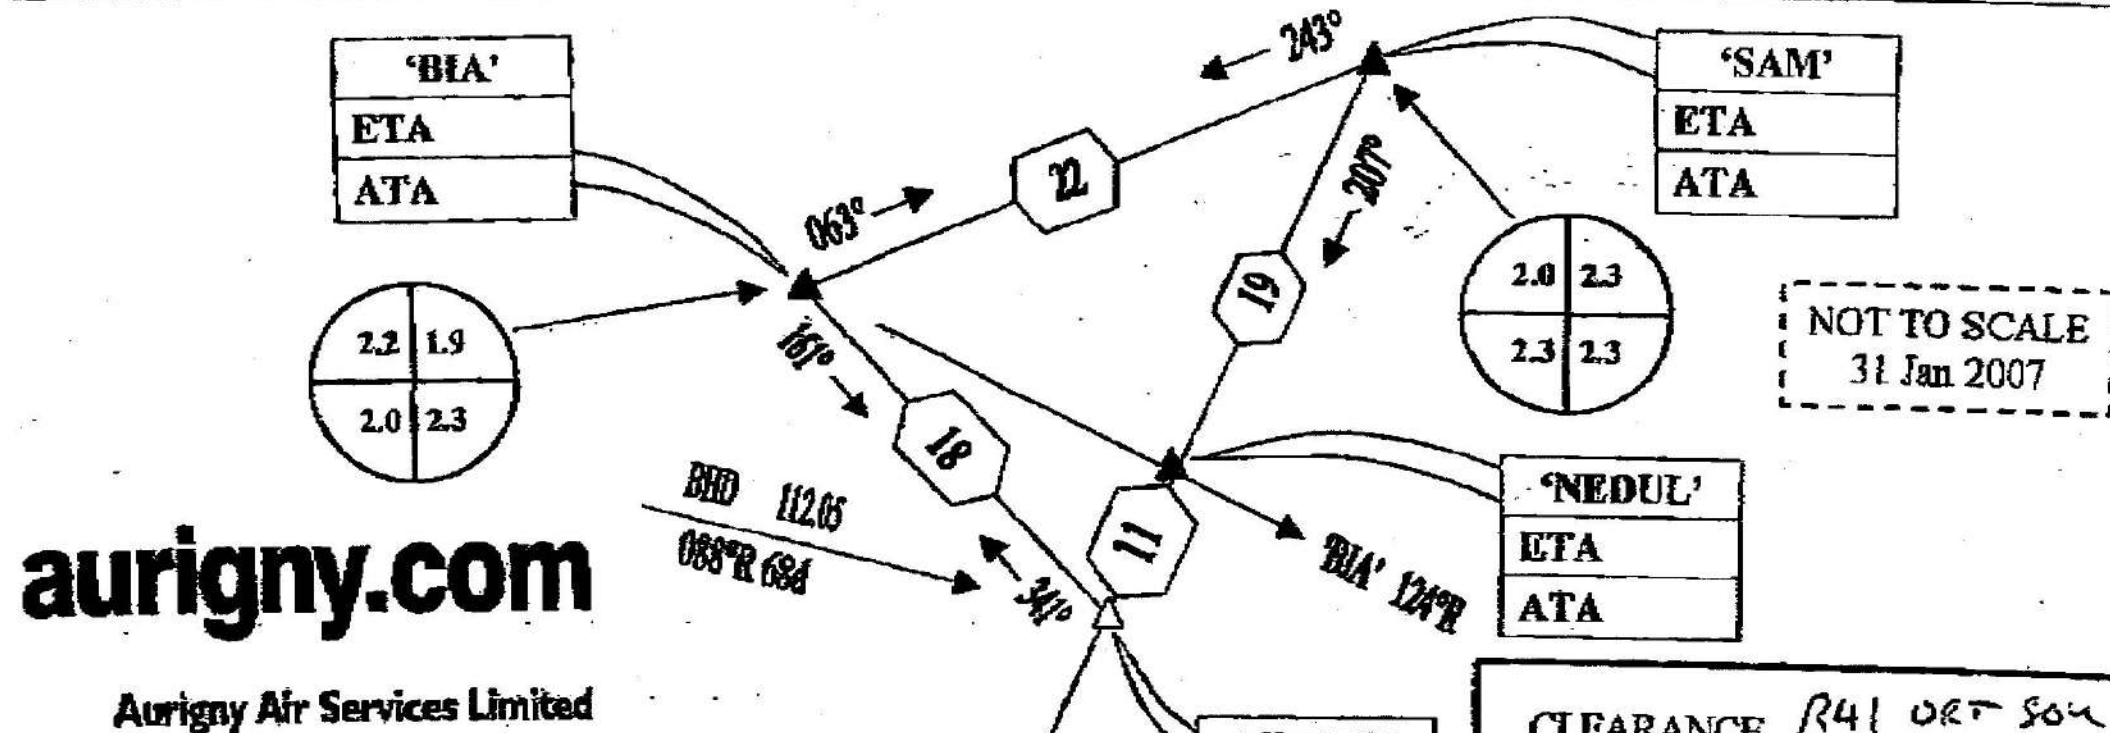 'BIA'
ETA
ATA
243°
'SAM'
ETA
ATA
063°
22
207°
19
2.0 2.3
2.3 2.3
NOT TO SCALE
31 Jan 2007
2.2 1.9
2.0 2.3
161°
18
BHD 112.05
088°R 68d
341°
11
'BIA' 124°R
'NEDUL'
ETA
ATA
aurigny.com
Aurigny Air Services Limited
CLEARANCE R41